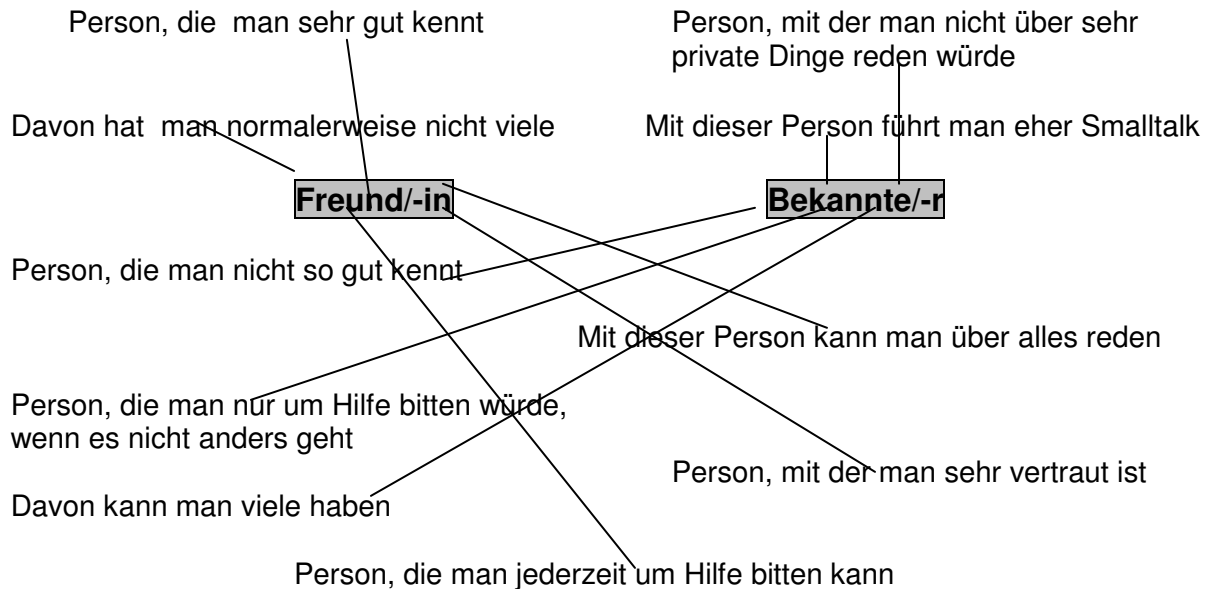 Person, die man sehr gut kennt
Person, mit der man nicht über sehr
private Dinge reden würde
Davon hat man normalerweise nicht viele
Mit dieser Person führt man eher Smalltalk
Freund/-in
Bekannte/-r
Person, die man nicht so gut kennt
Mit dieser Person kann man über alles reden
Person, die man nur um Hilfe bitten würde,
wenn es nicht anders geht
Person, mit der man sehr vertraut ist
Davon kann man viele haben
Person, die man jederzeit um Hilfe bitten kann